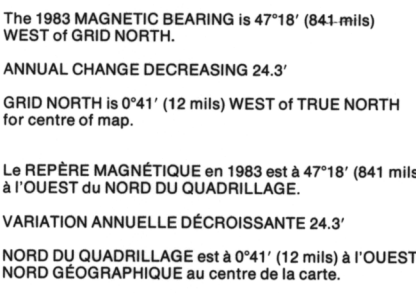 The 1983 MAGNETIC BEARING is 47°18′ (841 mils)
WEST of GRID NORTH.
ANNUAL CHANGE DECREASING 24.3′
GRID NORTH is 0°41′ (12 mils) WEST of TRUE NORTH
for centre of map.
Le REPÈRE MAGNÉTIQUE en 1983 est à 47°18′ (841 mils
à l'OUEST du NORD DU QUADRILLAGE.
VARIATION ANNUELLE DÉCROISSANTE 24.3′
NORD DU QUADRILLAGE est à 0°41′ (12 mils) à l'OUEST
NORD GÉOGRAPHIQUE au centre de la carte.